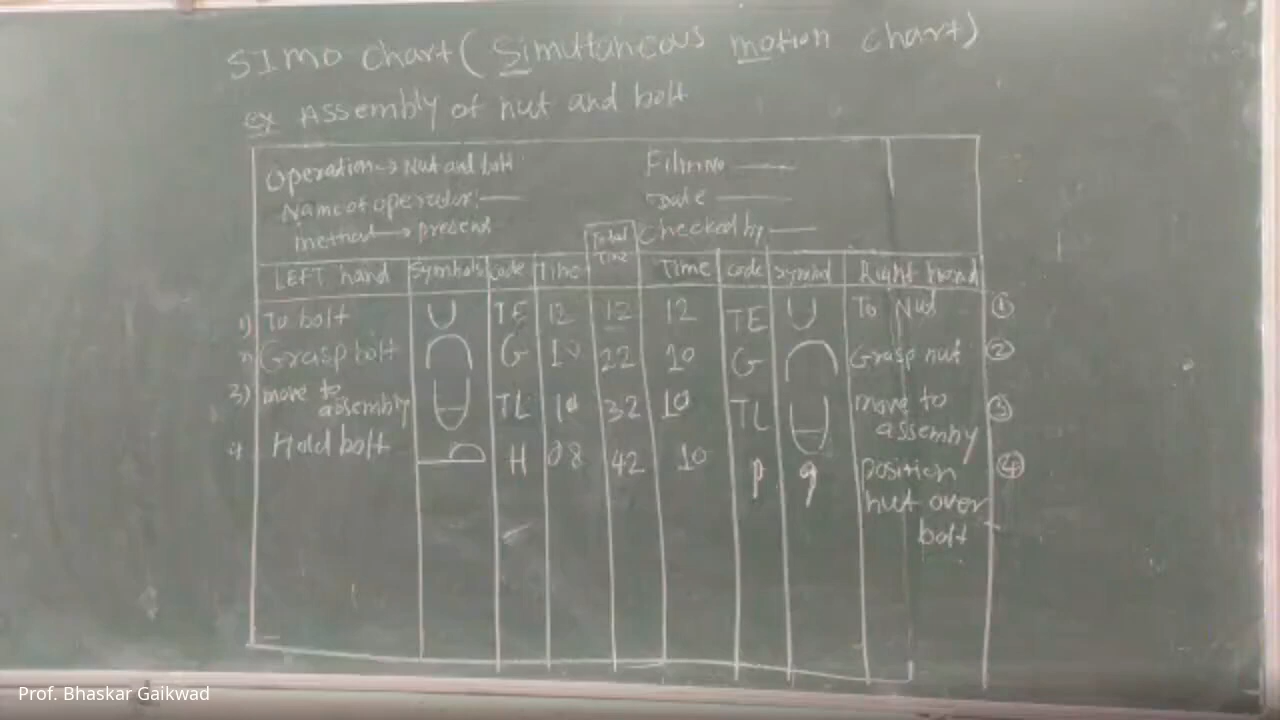 SIMO chart (Simultaneous motion chart)
ex Assembly of nut and bolt
Operation → Nut and bolt Film No
Name of operator: Date
method → present Checked by
Total Time
LEFT hand Symbols Code Time Time Code Symbol Right hand
1) To bolt TE 12 12 12 TE To Nut 1
2) Grasp bolt G 10 22 10 G Grasp nut 2
3) move to assembly TL 10 32 10 TL move to assembly 3
4 Hold bolt H 08 42 10 P position nut over bolt 4
Prof. Bhaskar Gaikwad